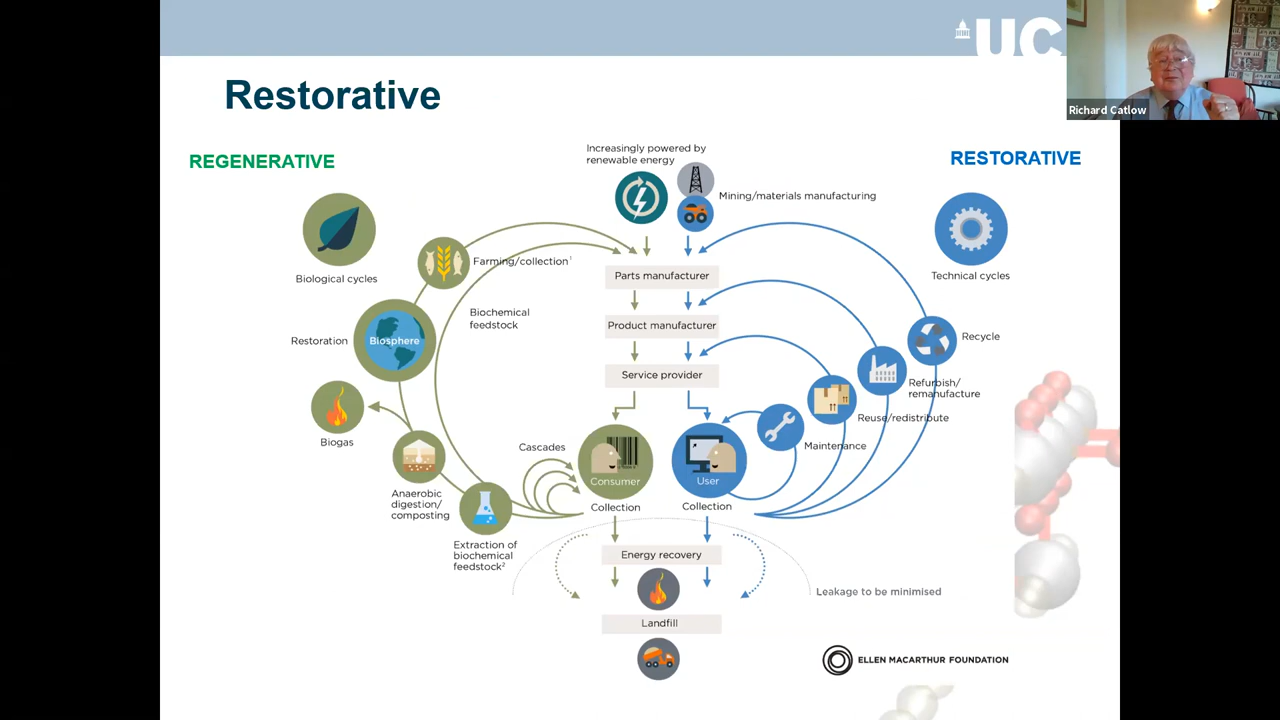 UC
Richard Catlow
Restorative
REGENERATIVE
Increasingly powered by
renewable energy
RESTORATIVE
Mining/materials manufacturing
Biological cycles
Farming/collection¹
Parts manufacturer
Technical cycles
Biochemical
feedstock
Product manufacturer
Restoration
Biosphere
Recycle
Service provider
Refurbish/
remanufacture
Reuse/redistribute
Biogas
Cascades
Maintenance
Consumer
User
Anaerobic
digestion/
composting
Collection
Collection
Extraction of
biochemical
feedstock²
Energy recovery
Leakage to be minimised
Landfill
ELLEN MACARTHUR FOUNDATION